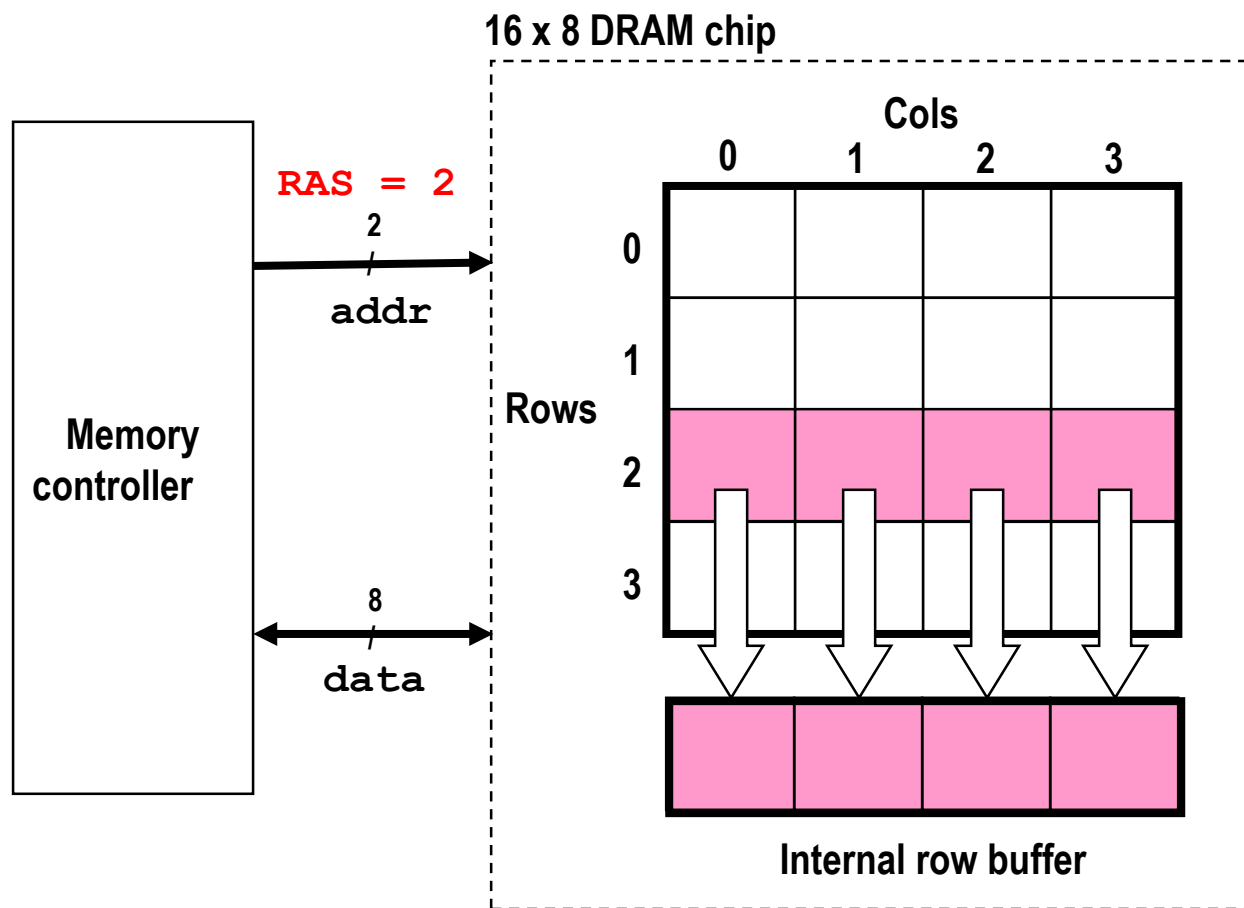 16 x 8 DRAM chip
Cols
0 1 2 3
RAS = 2
2
addr
0
1
Rows
2
3
Memory
controller
8
data
Internal row buffer